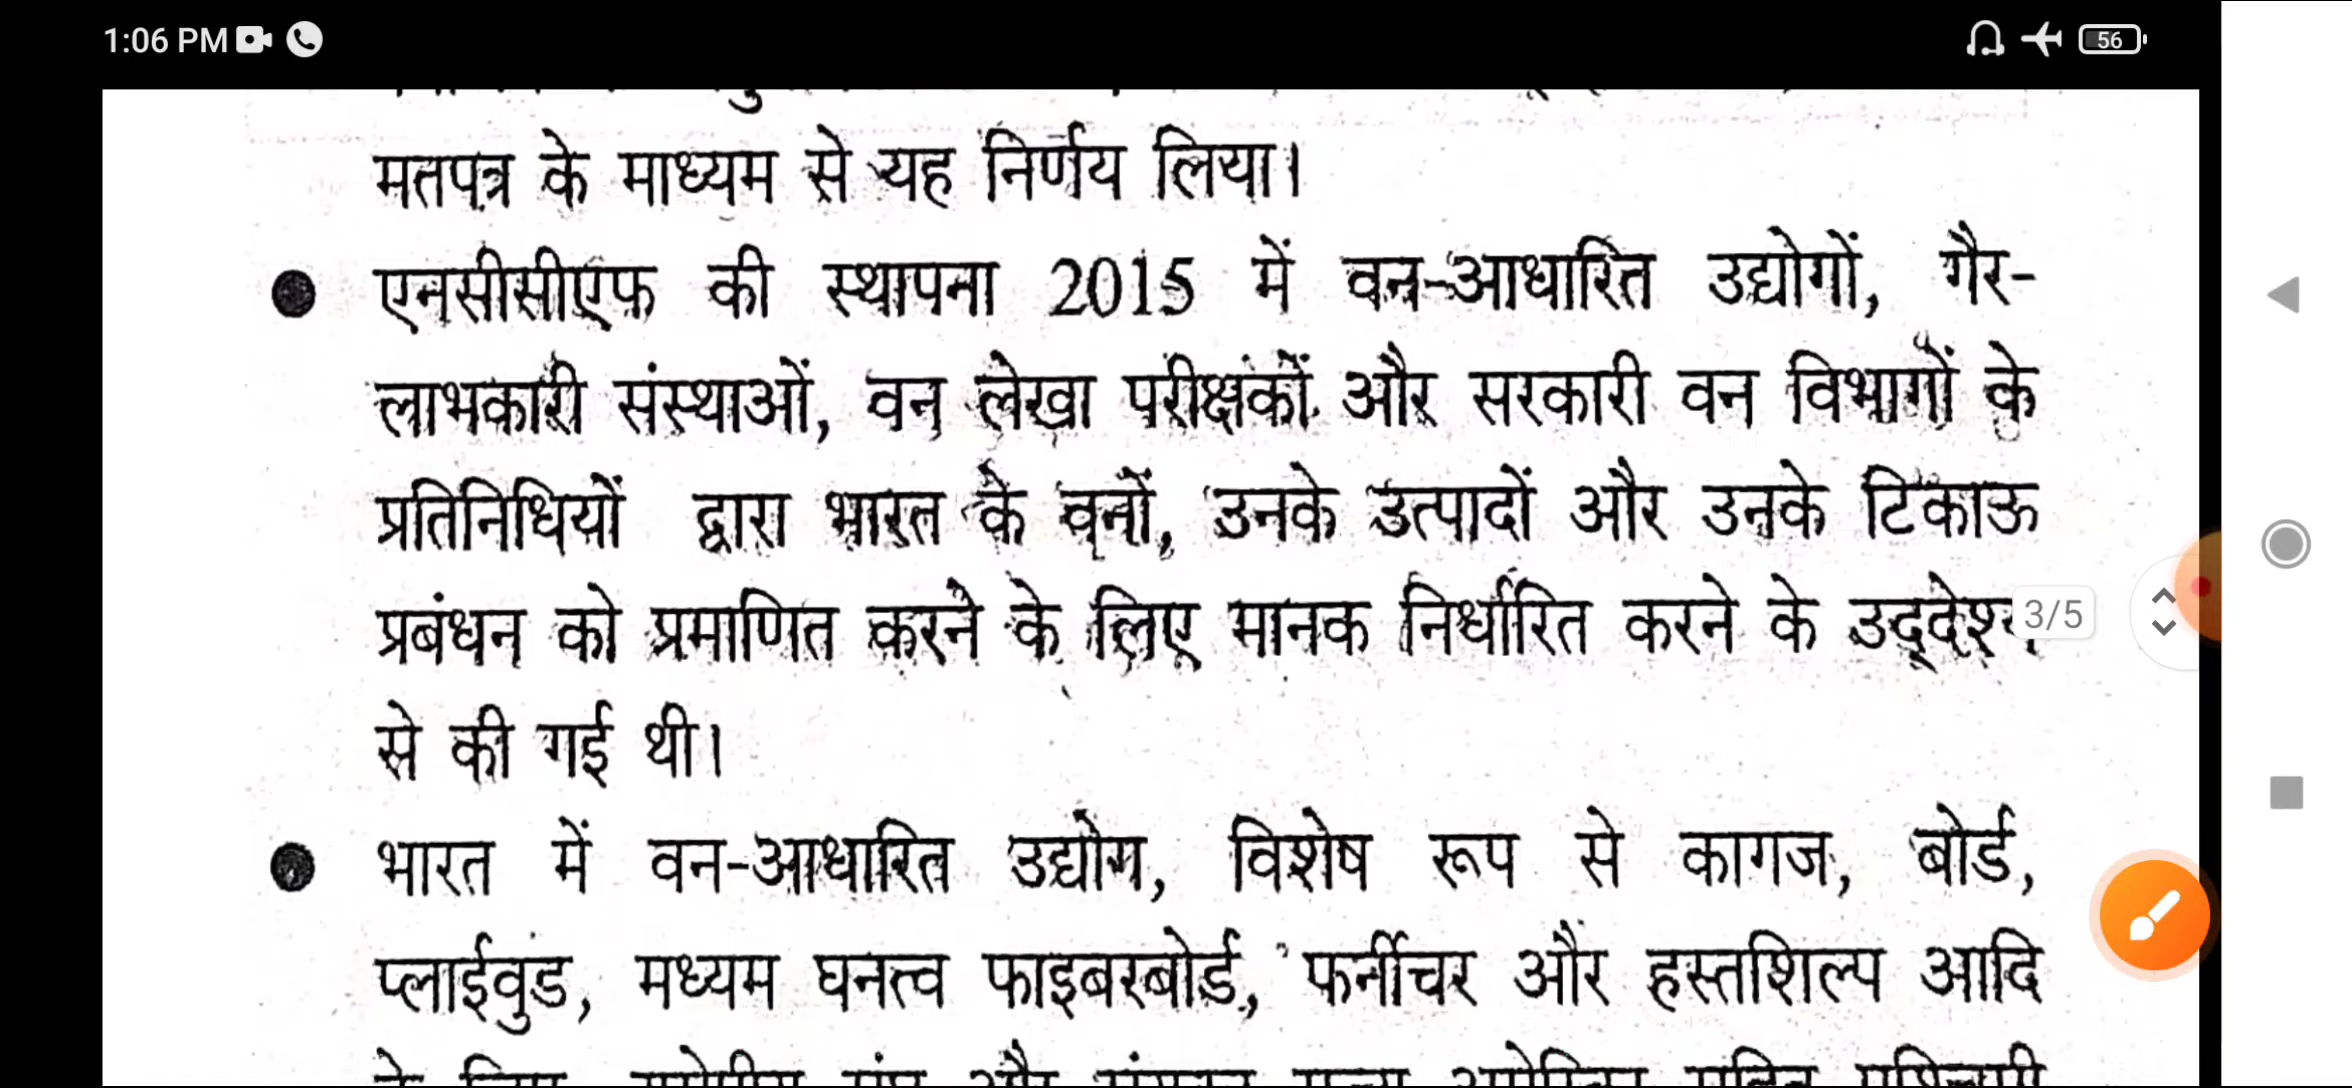 1:06 PM
56
मतपत्र के माध्यम से यह निर्णय लिया।
● एनसीसीएफ की स्थापना 2015 में वन-आधारित उद्योगों, गैर-
लाभकारी संस्थाओं, वन लेखा परीक्षकों और सरकारी वन विभागों के
प्रतिनिधियों द्वारा भारत के वनों, उनके उत्पादों और उनके टिकाऊ
प्रबंधन को प्रमाणित करने के लिए मानक निर्धारित करने के उद्देश्य
3/5
से की गई थी।
● भारत में वन-आधारित उद्योग, विशेष रूप से कागज, बोर्ड,
प्लाईवुड, मध्यम घनत्व फाइबरबोर्ड, फर्नीचर और हस्तशिल्प आदि